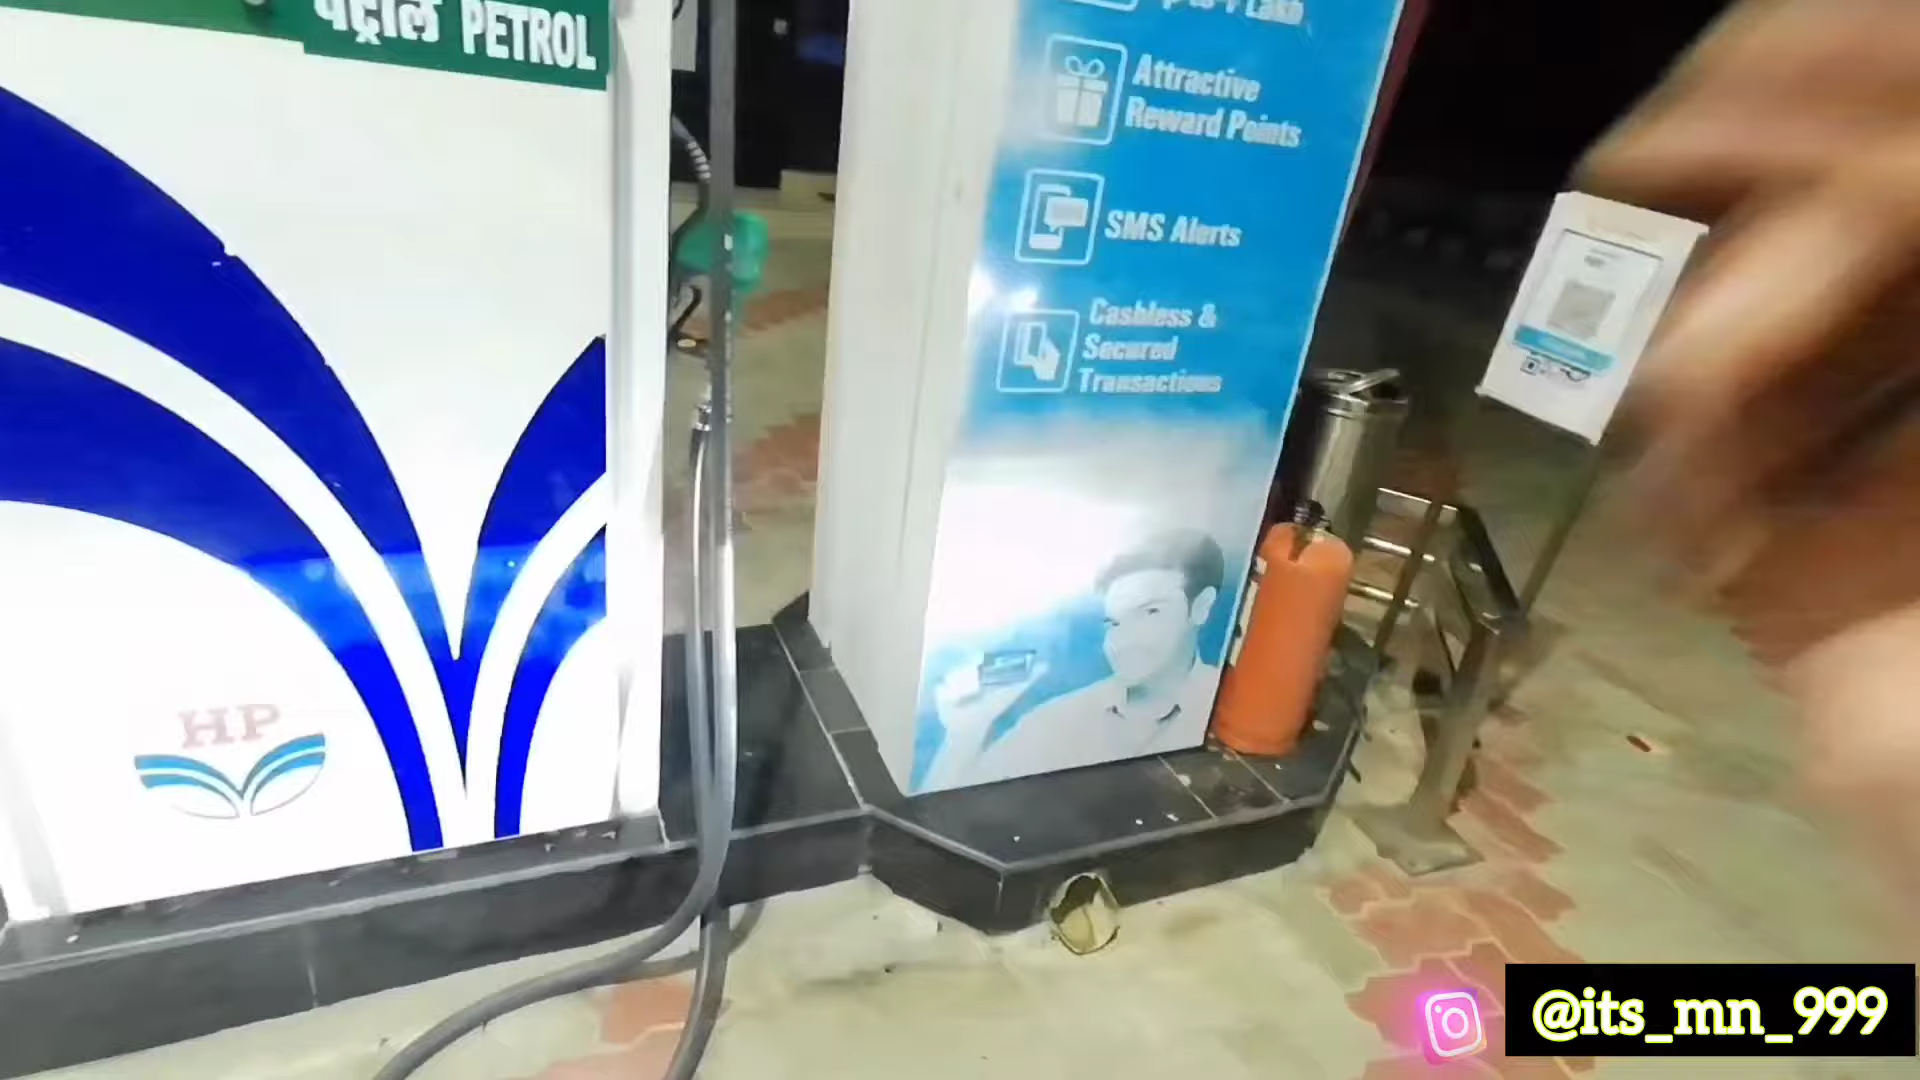 पेट्रोल PETROL
Attractive
Reward Points
SMS Alerts
Cashless &
Secured
Transactions
HP
@its_mn_999